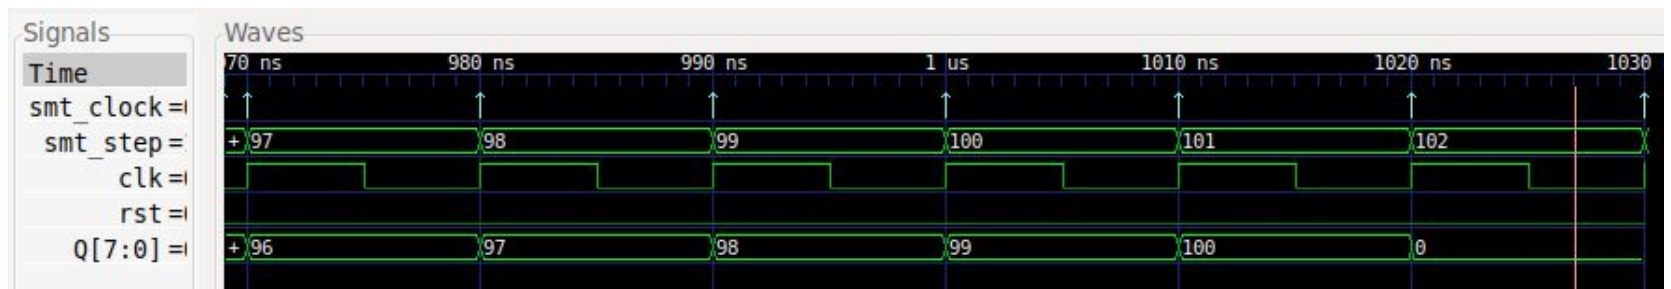 Signals Waves
Time 70 ns 980 ns 990 ns 1 us 1010 ns 1020 ns 1030
smt_clock =
smt_step = + 97 98 99 100 101 102
clk =
rst =
Q[7:0] = + 96 97 98 99 100 0